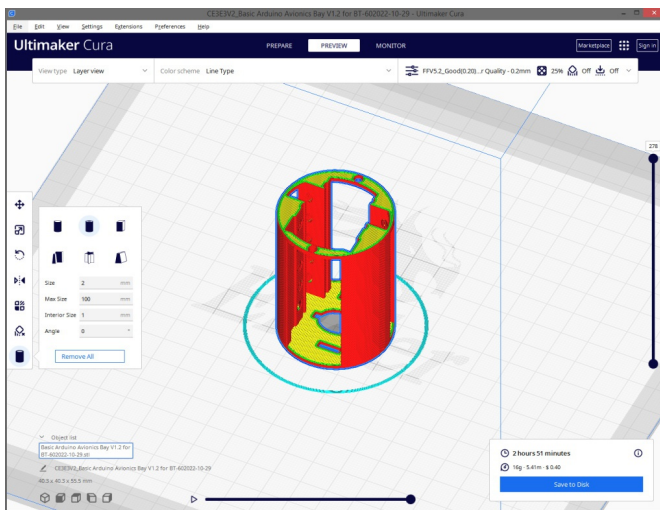 CE3E3V2_Basic Arduino Avionics Bay V1.2 for BT-602022-10-29 - Ultimaker Cura
File Edit View Settings Extensions Preferences Help
Ultimaker Cura
PREPARE PREVIEW MONITOR
Marketplace Sign in
View type Layer view
Color scheme Line Type
FFV5.2_Good(0.20)...r Quality - 0.2mm 25% Off Off
278
Size 2 mm
Max Size 100 mm
Interior Size 1 mm
Angle 0 °
Remove All
Object list
Basic Arduino Avionics Bay V1.2 for
BT-602022-10-29.stl
CE3E3V2_Basic Arduino Avionics Bay V1.2 for BT-602022-10-29
40.5 x 40.5 x 55.5 mm
2 hours 51 minutes
16g · 5.41m · $ 0.40
Save to Disk